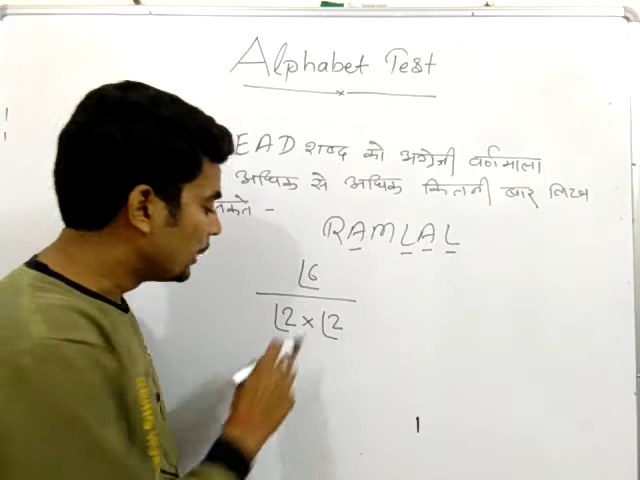 Alphabet Test
EAD शब्द को अंग्रेजी वर्णमाला
अधिक से अधिक कितनी बार लिख
सकते -
RAMLAL
⌊6
⌊2 × ⌊2